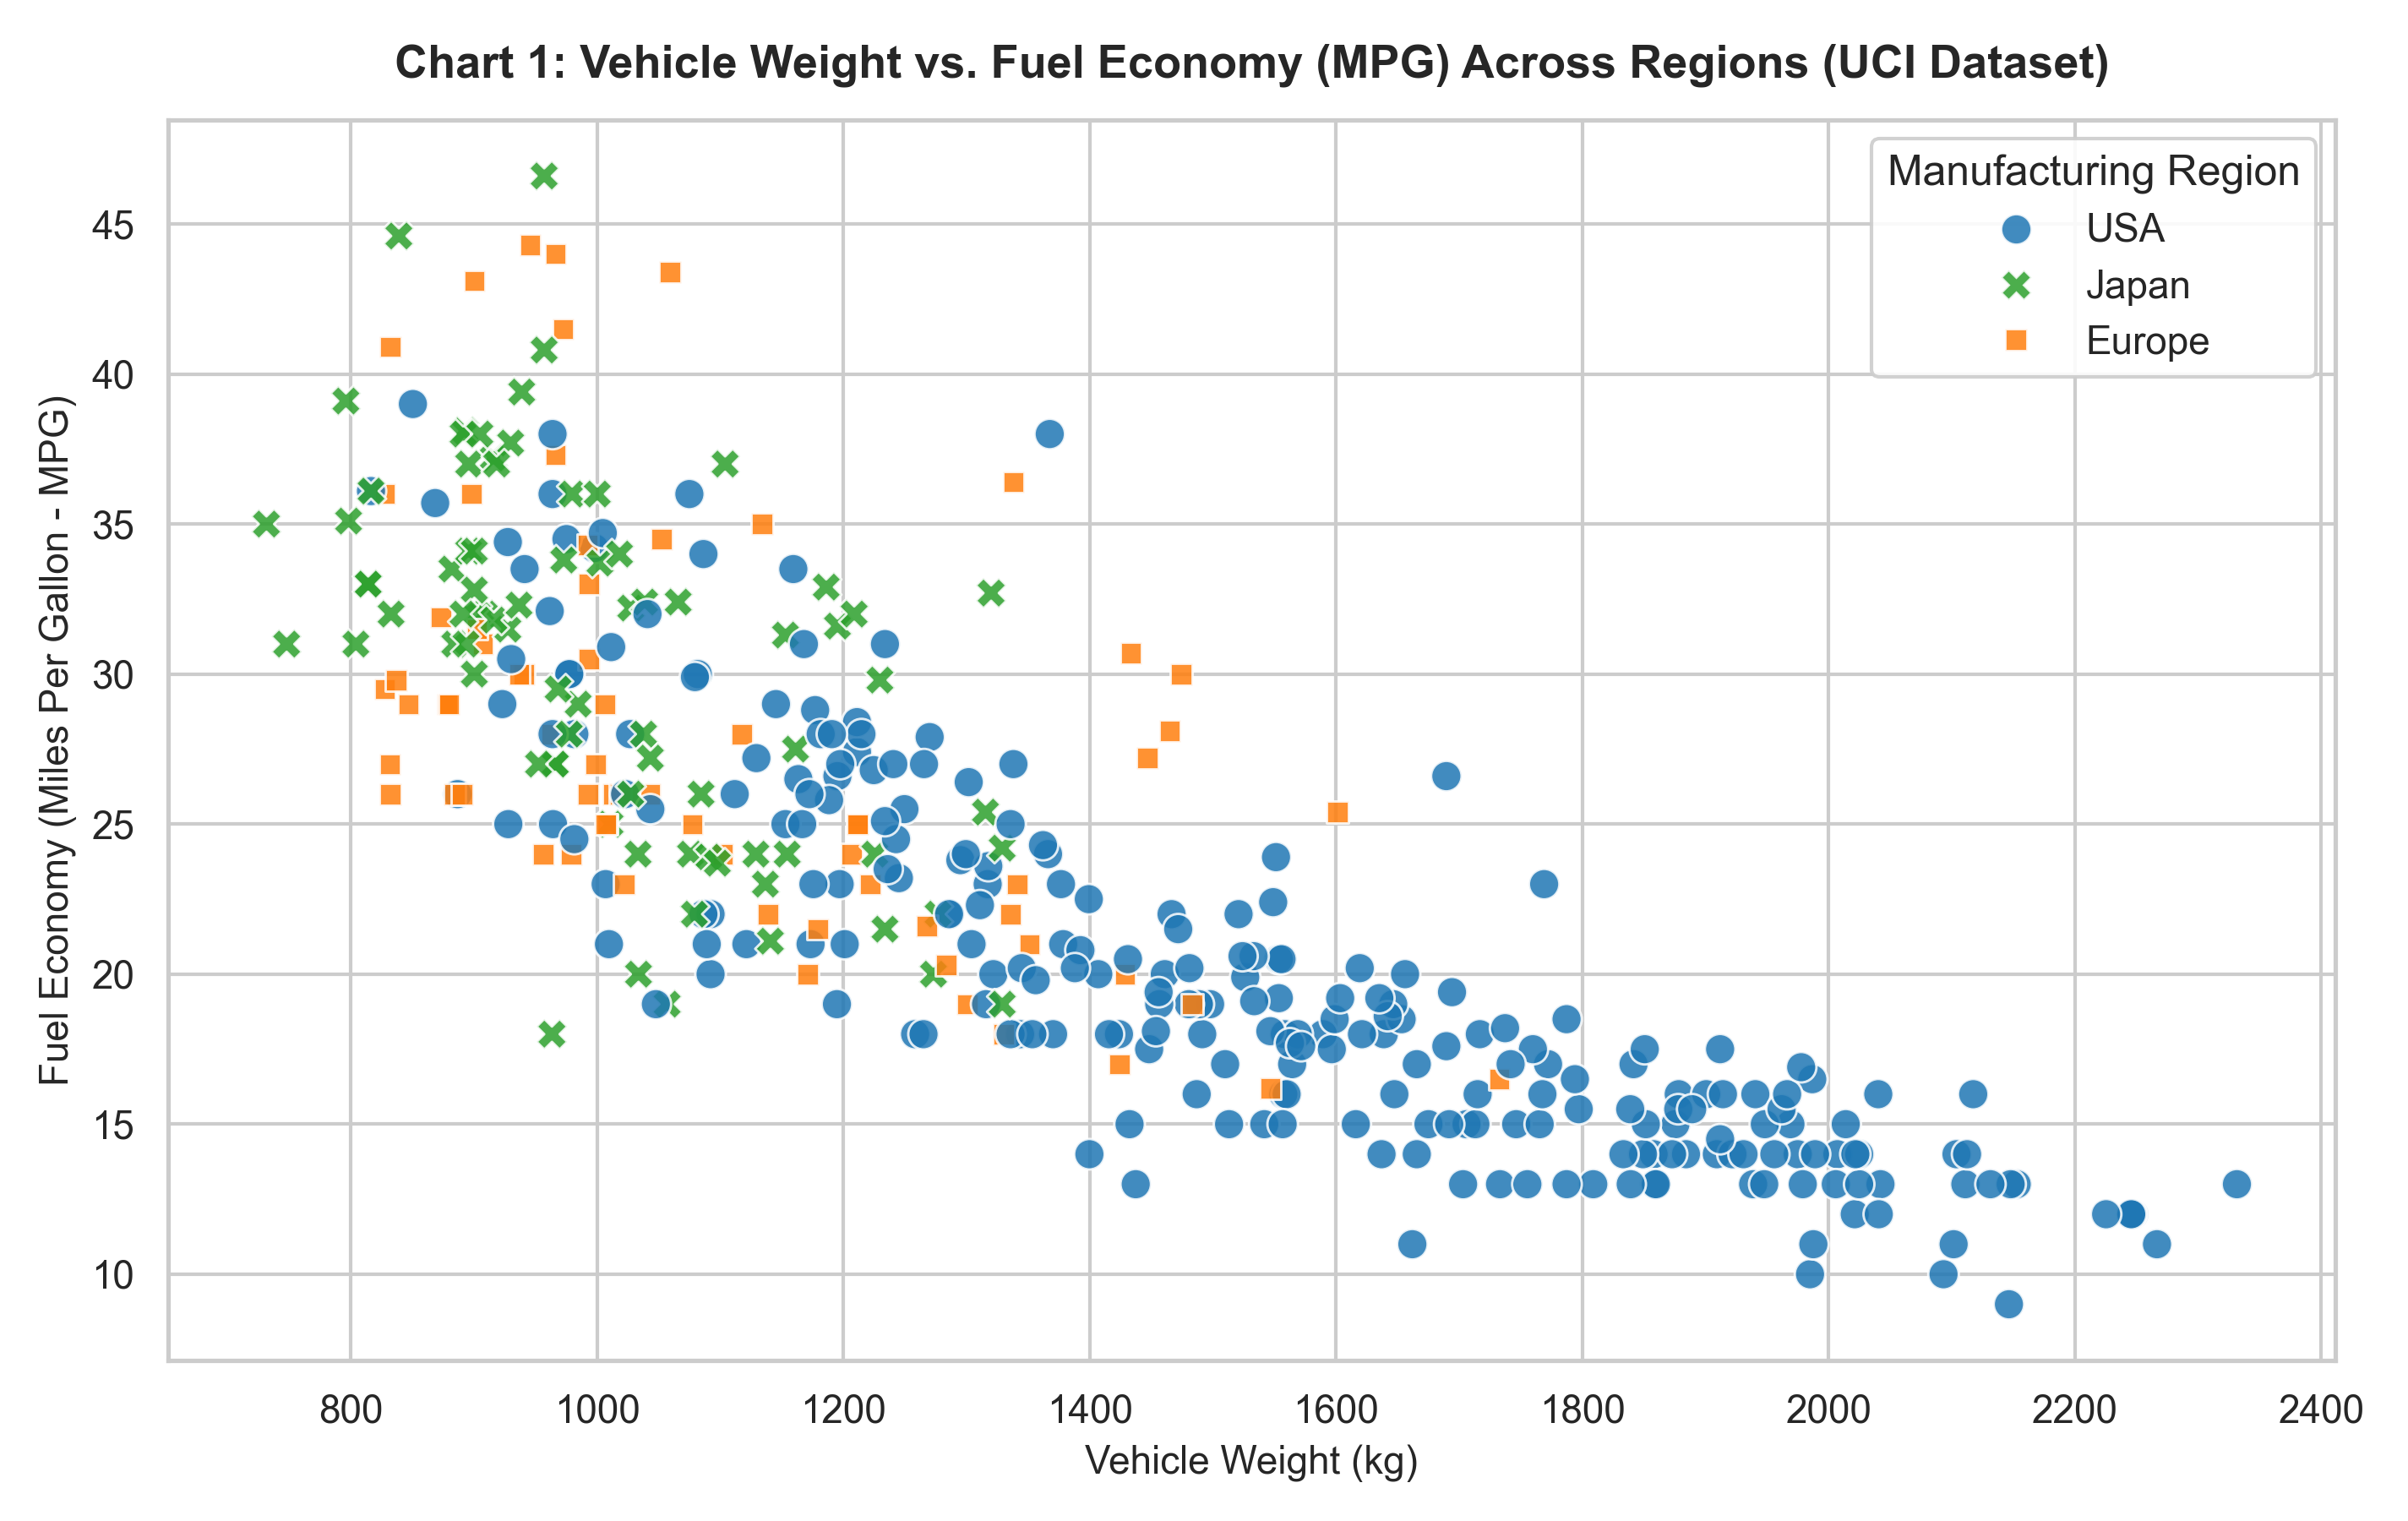 Chart 1: Vehicle Weight vs. Fuel Economy (MPG) Across Regions (UCI Dataset)
Manufacturing Region
USA
Japan
Europe
Fuel Economy (Miles Per Gallon - MPG)
45
40
35
30
25
20
15
10
800 1000 1200 1400 1600 1800 2000 2200 2400
Vehicle Weight (kg)